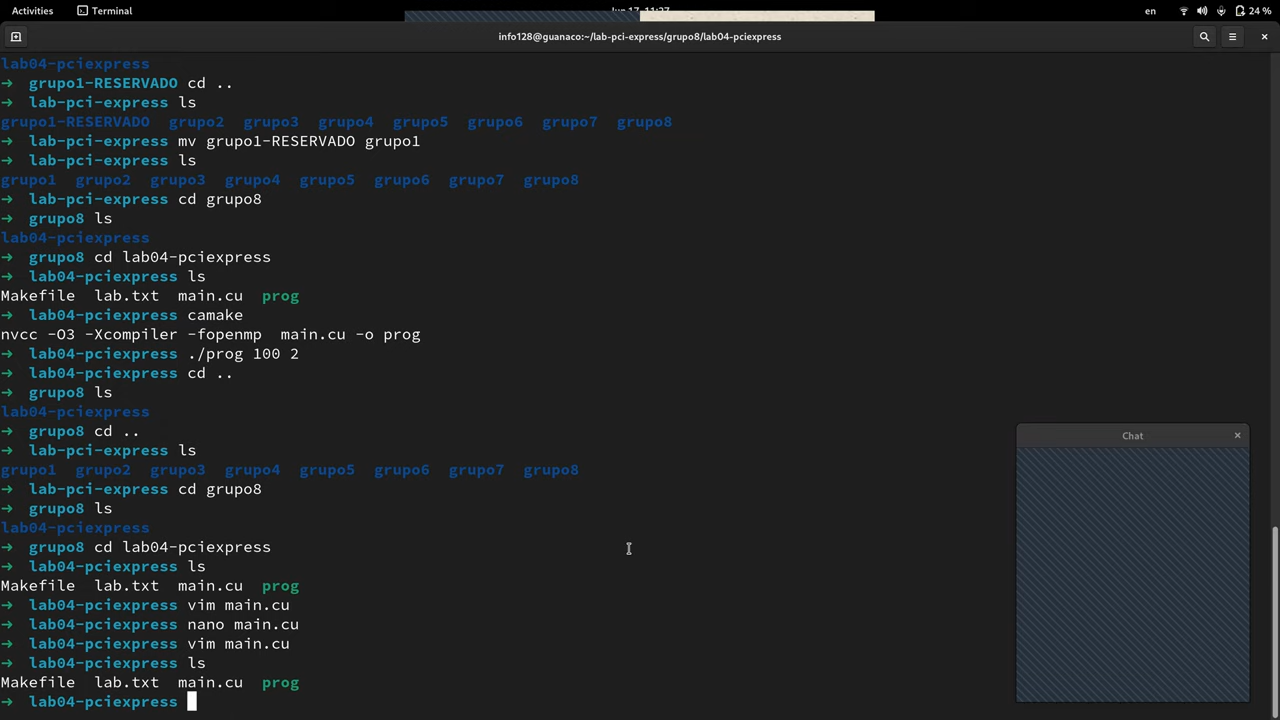 Activities Terminal en 24 %
info128@guanaco:~/lab-pci-express/grupo8/lab04-pciexpress
lab04-pciexpress
→ grupo1-RESERVADO cd ..
→ lab-pci-express ls
grupo1-RESERVADO grupo2 grupo3 grupo4 grupo5 grupo6 grupo7 grupo8
→ lab-pci-express mv grupo1-RESERVADO grupo1
→ lab-pci-express ls
grupo1 grupo2 grupo3 grupo4 grupo5 grupo6 grupo7 grupo8
→ lab-pci-express cd grupo8
→ grupo8 ls
lab04-pciexpress
→ grupo8 cd lab04-pciexpress
→ lab04-pciexpress ls
Makefile lab.txt main.cu prog
→ lab04-pciexpress camake
nvcc -O3 -Xcompiler -fopenmp main.cu -o prog
→ lab04-pciexpress ./prog 100 2
→ lab04-pciexpress cd ..
→ grupo8 ls
lab04-pciexpress
→ grupo8 cd ..
→ lab-pci-express ls
grupo1 grupo2 grupo3 grupo4 grupo5 grupo6 grupo7 grupo8
→ lab-pci-express cd grupo8
→ grupo8 ls
lab04-pciexpress
→ grupo8 cd lab04-pciexpress
→ lab04-pciexpress ls
Makefile lab.txt main.cu prog
→ lab04-pciexpress vim main.cu
→ lab04-pciexpress nano main.cu
→ lab04-pciexpress vim main.cu
→ lab04-pciexpress ls
Makefile lab.txt main.cu prog
→ lab04-pciexpress
Chat